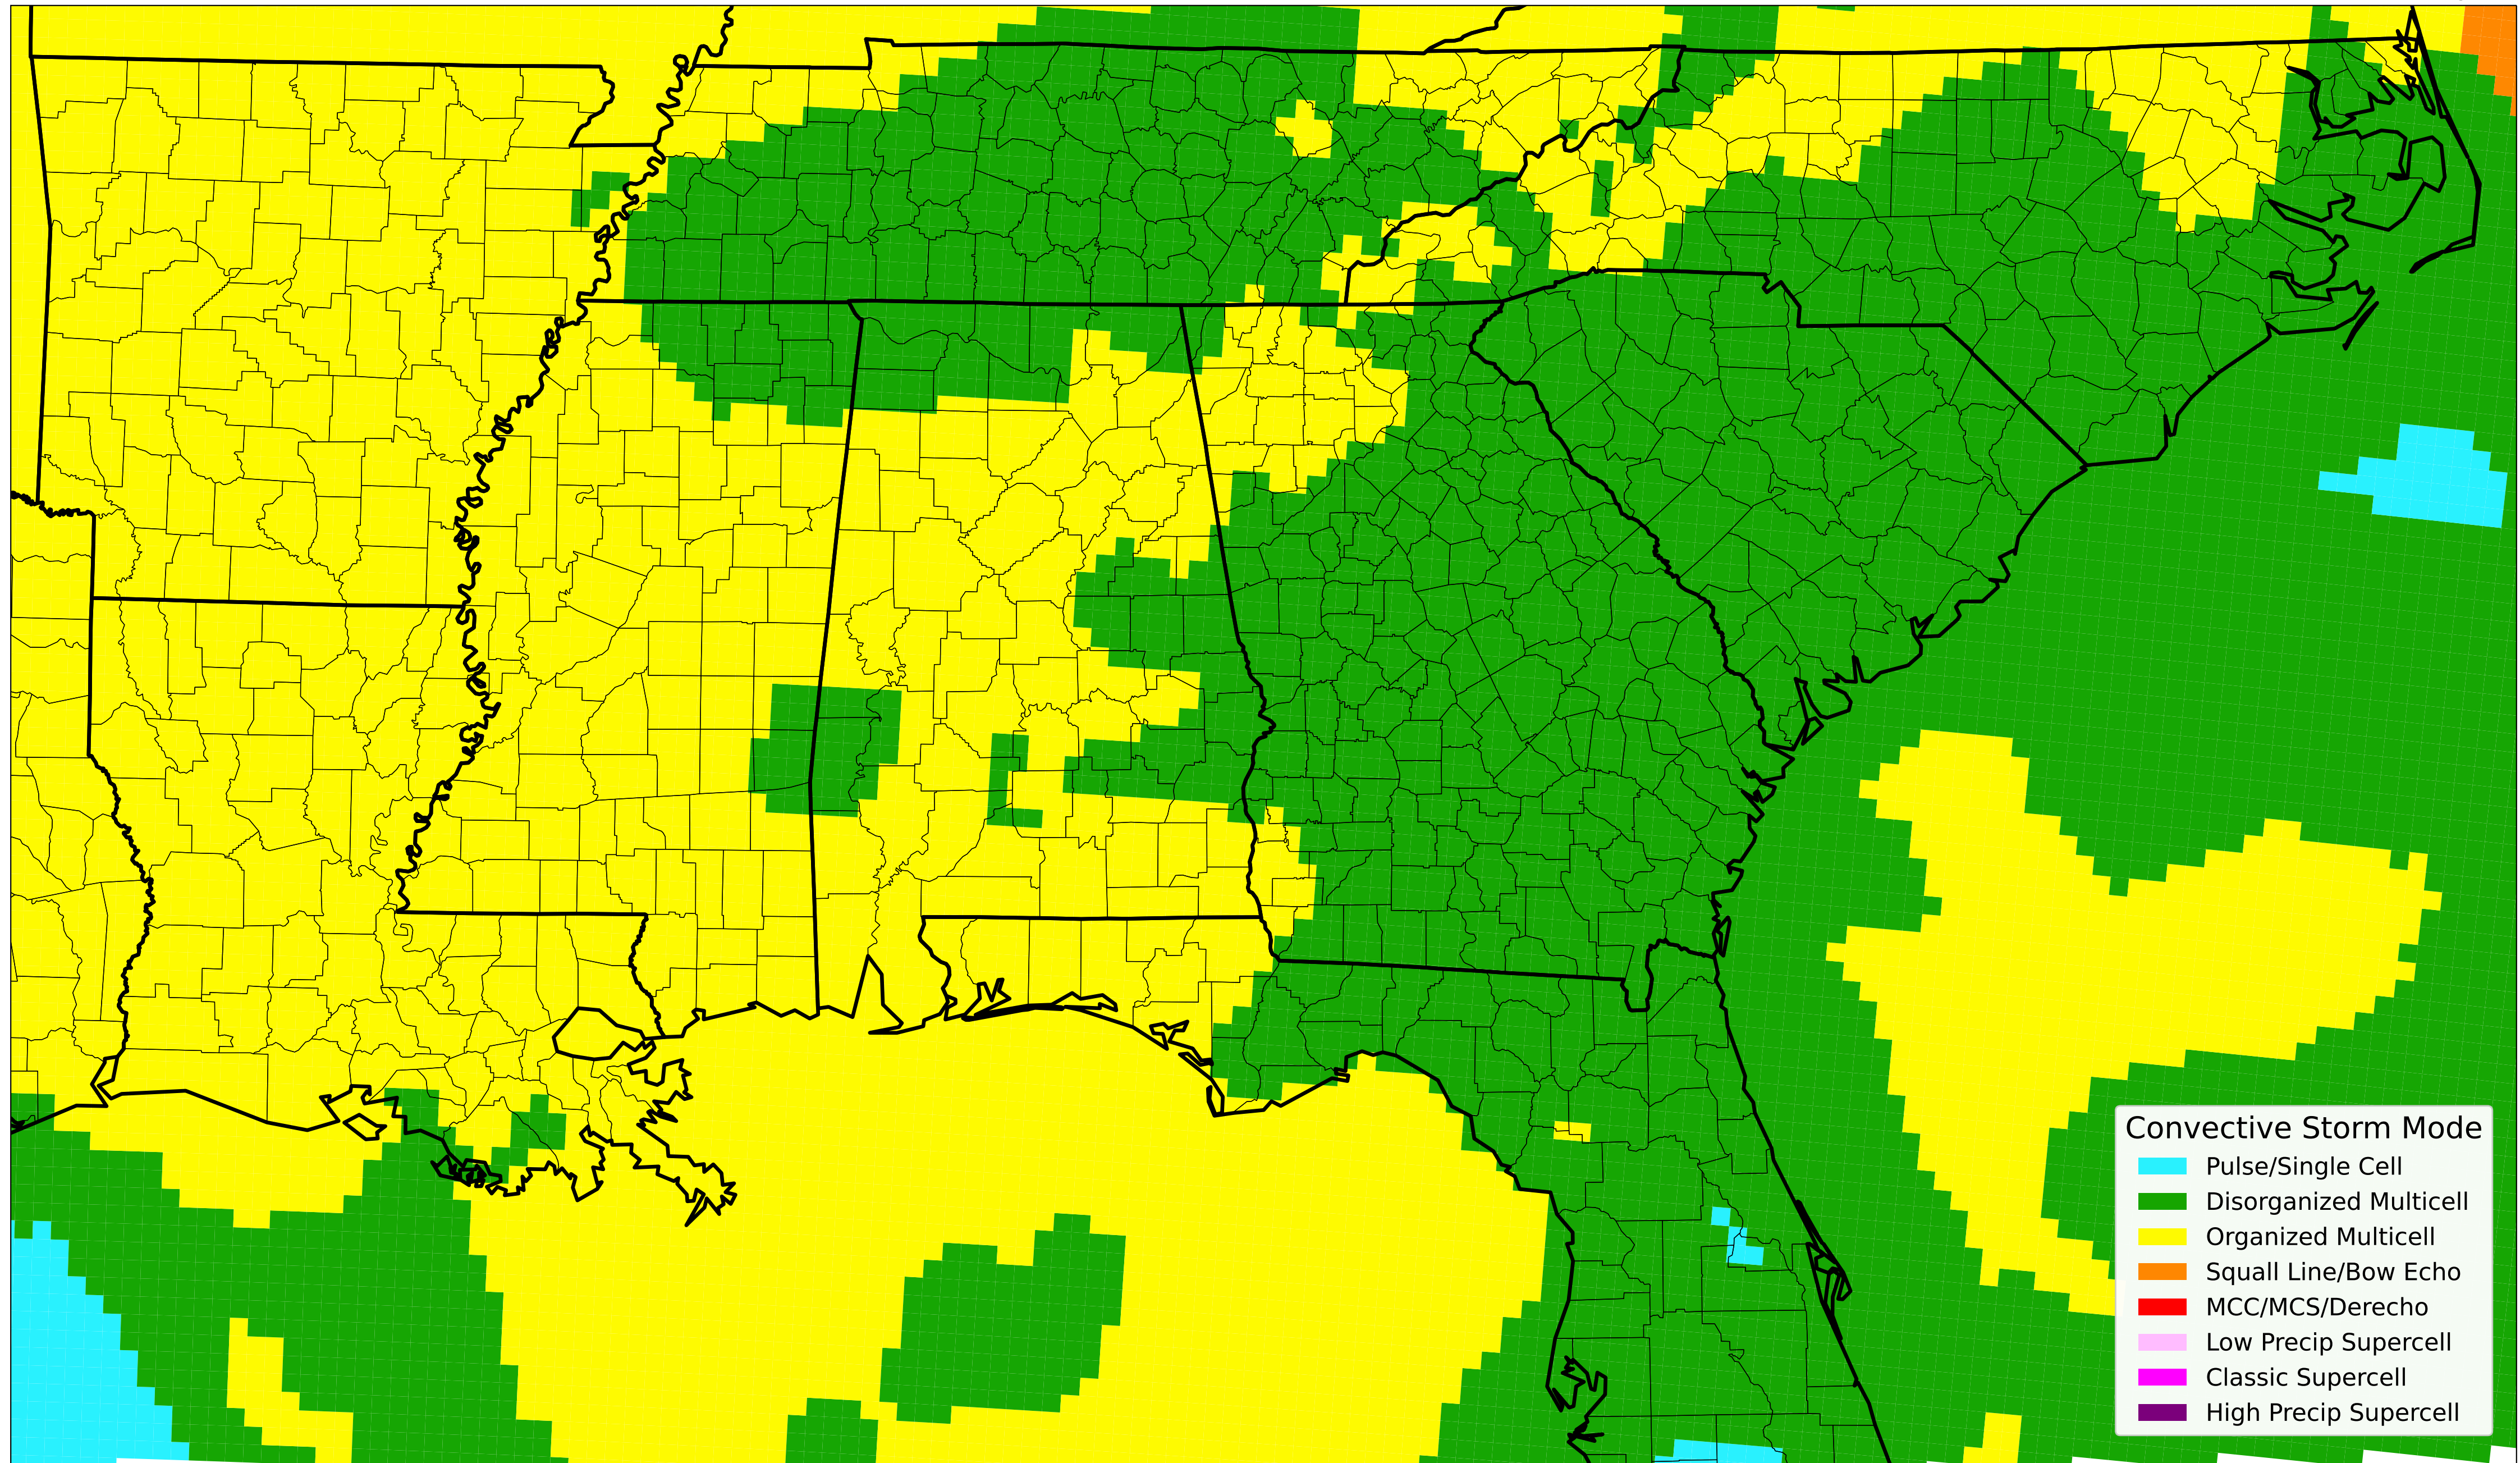 Convective Storm Mode
Pulse/Single Cell
Disorganized Multicell
Organized Multicell
Squall Line/Bow Echo
MCC/MCS/Derecho
Low Precip Supercell
Classic Supercell
High Precip Supercell